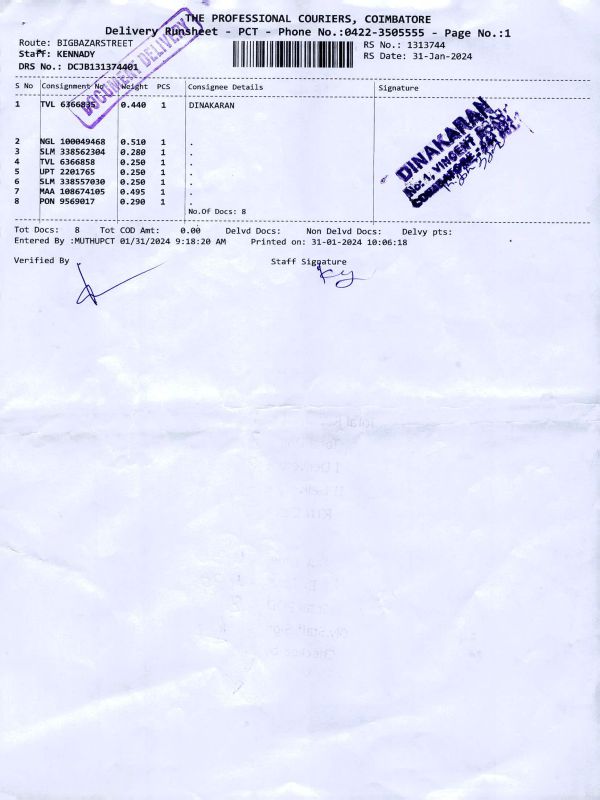 THE PROFESSIONAL COURIERS, COIMBATORE
Delivery Runsheet - PCT - Phone No.:0422-3505555 - Page No.:1
Route: BIGBAZARSTREET
RS No.: 1313744
Staff: KENNADY
RS Date: 31-Jan-2024
DRS No.: DCJB131374401
DOCUMENT DELIVERY
S No Consignment No Weight PCS Consignee Details Signature
1 TVL 6366835 0.440 1 DINAKARAN
2 NGL 100049468 0.510 1 .
3 SLM 338562304 0.280 1 .
4 TVL 6366858 0.250 1 .
5 UPT 2201765 0.250 1 .
6 SLM 338557030 0.250 1 .
7 MAA 108674105 0.495 1 .
8 PON 9569017 0.290 1 .
DINAKARAN
No: 1, VINCENT
COIMBATORE
No.Of Docs: 8
Tot Docs: 8 Tot COD Amt: 0.00 Delvd Docs: Non Delvd Docs: Delvy pts:
Entered By :MUTHUPCT 01/31/2024 9:18:20 AM Printed on: 31-01-2024 10:06:18
Verified By Staff Signature